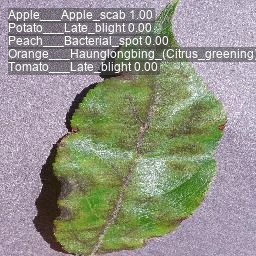 Apple___Apple_scab 1.00
Potato___Late_blight 0.00
Peach___Bacterial_spot 0.00
Orange___Haunglongbing_(Citrus_greening)
Tomato___Late_blight 0.00